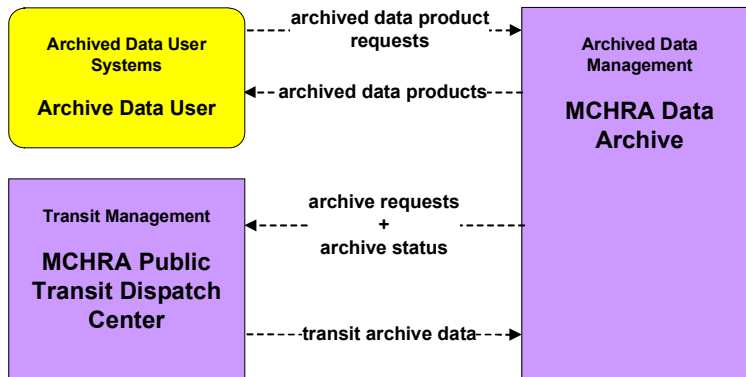 Archived Data User
Systems
Archive Data User
archived data product
requests
archived data products
Archived Data
Management
MCHRA Data
Archive
Transit Management
MCHRA Public
Transit Dispatch
Center
archive requests
+
archive status
transit archive data